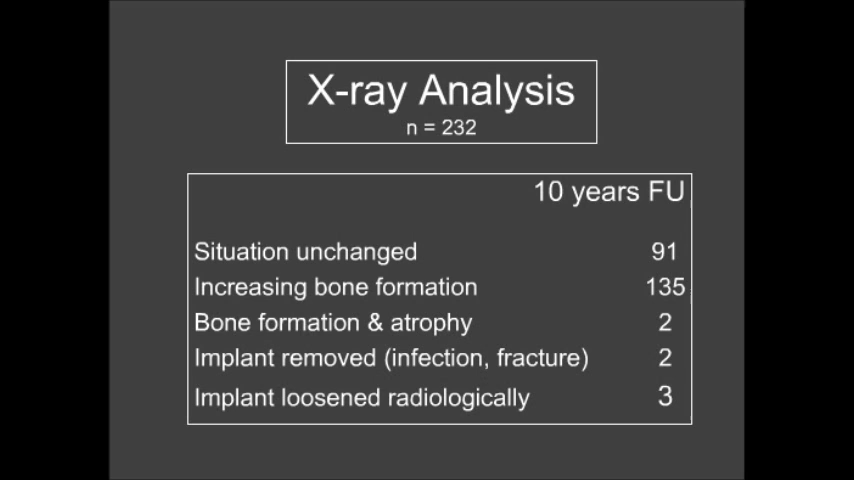 X-ray Analysis
n = 232
10 years FU
Situation unchanged 91
Increasing bone formation 135
Bone formation & atrophy 2
Implant removed (infection, fracture) 2
Implant loosened radiologically 3